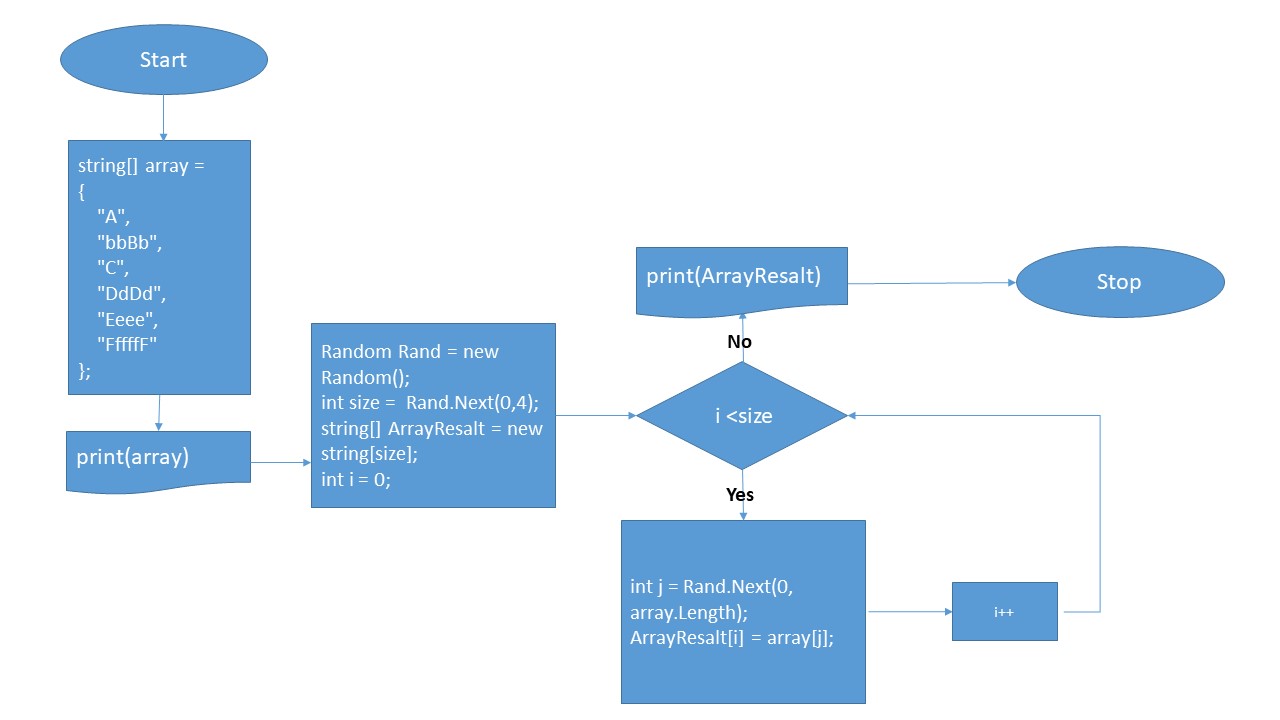 Start
string[] array =
{
"A",
"bbBb",
"C",
"DdDd",
"Eeee",
"FffffF"
};
print(array)
Random Rand = new
Random();
int size =  Rand.Next(0,4);
string[] ArrayResalt = new
string[size];
int i = 0;
i <size
No
print(ArrayResalt)
Stop
Yes
int j = Rand.Next(0,
array.Length);
ArrayResalt[i] = array[j];
i++